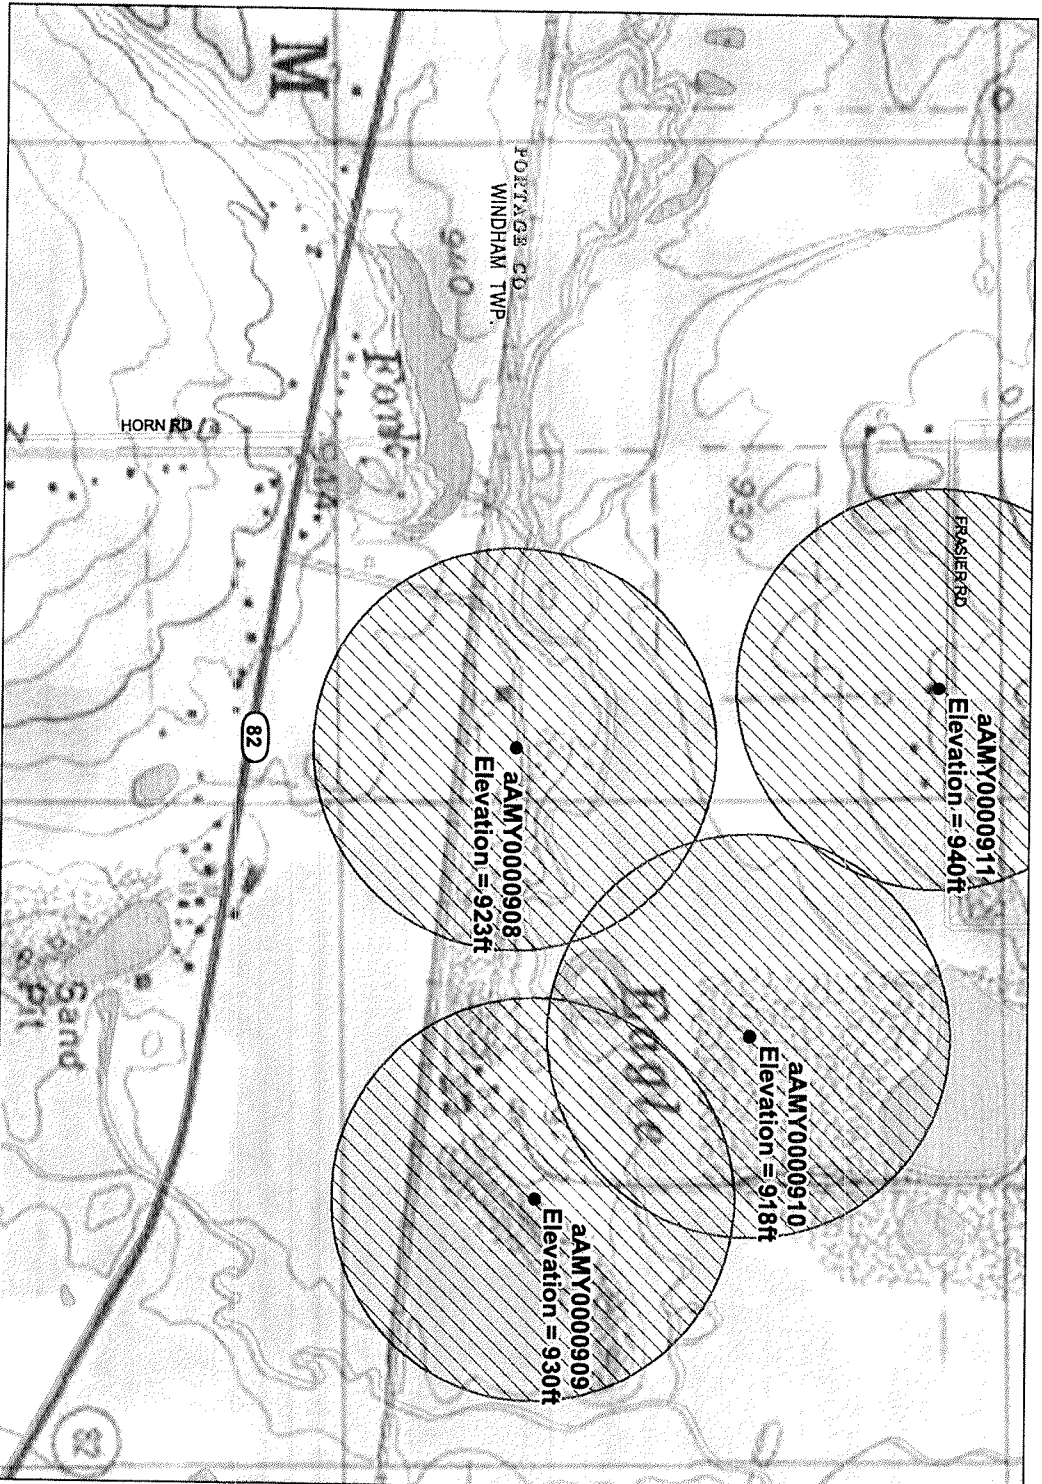 M
PORTAGE CO
WINDHAM TWP.
940
HORN RD
930
FRASIER RD
aAMY0000911
Elevation = 940ft
aAMY0000908
Elevation = 923ft
82
Eagle
aAMY0000910
Elevation = 918ft
aAMY0000909
Elevation = 930ft
Sand
Pit
82